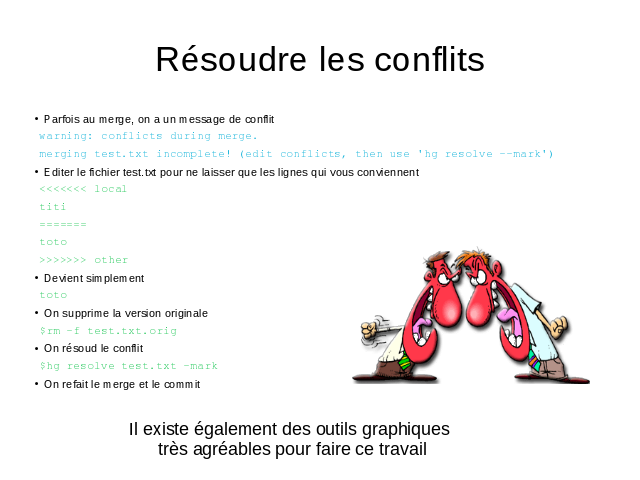 Résoudre les conflits
• Parfois au merge, on a un message de conflit
warning: conflicts during merge.
merging test.txt incomplete! (edit conflicts, then use 'hg resolve --mark')
• Editer le fichier test.txt pour ne laisser que les lignes qui vous conviennent
<<<<<<< local
titi
=======
toto
>>>>>>> other
• Devient simplement
toto
• On supprime la version originale
$rm -f test.txt.orig
• On résoud le conflit
$hg resolve test.txt -mark
• On refait le merge et le commit
Il existe également des outils graphiques
très agréables pour faire ce travail